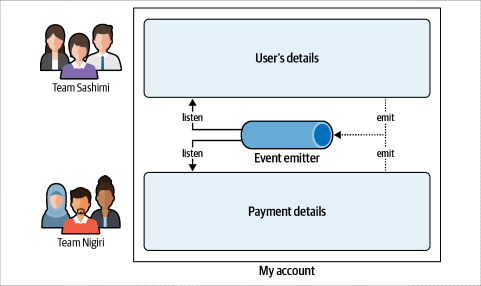 User's details
Team Sashimi
listen
emit
Event emitter
listen
emit
Payment details
Team Nigiri
My account